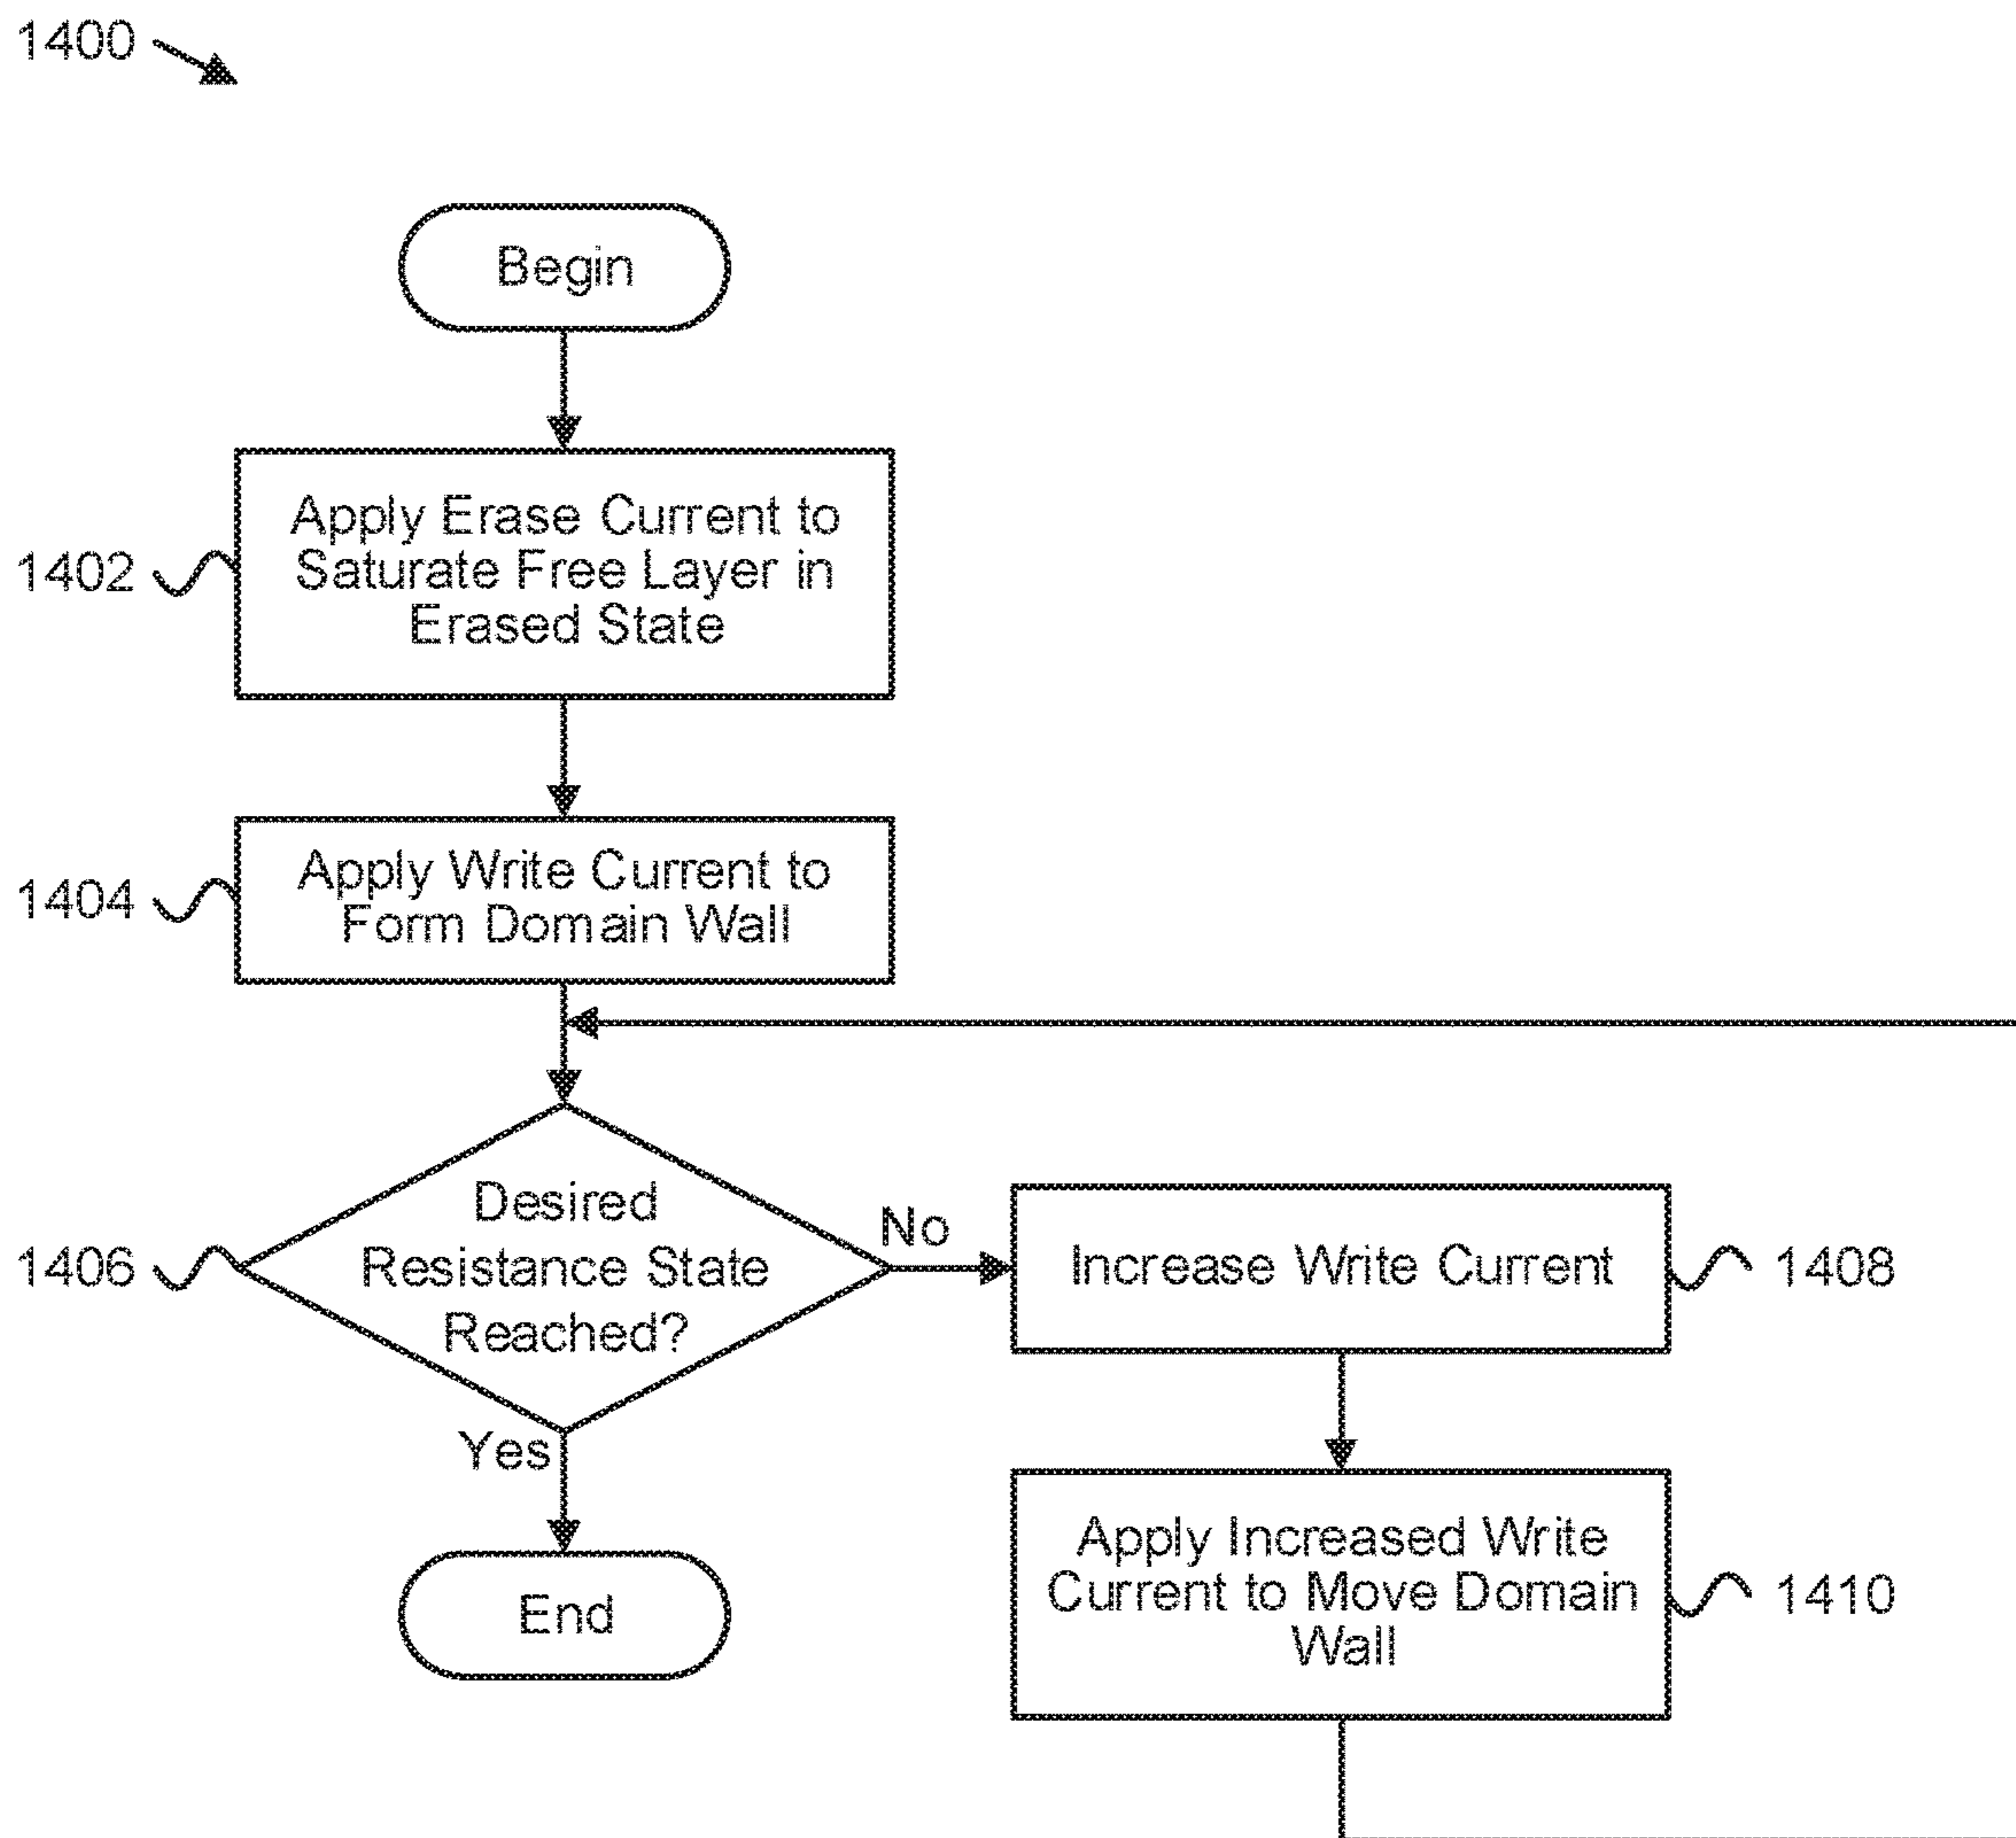 1400
Begin
1402
Apply Erase Current to
Saturate Free Layer in
Erased State
1404
Apply Write Current to
Form Domain Wall
1406
Desired
Resistance State
Reached?
No
Increase Write Current
1408
Yes
End
Apply Increased Write
Current to Move Domain
Wall
1410